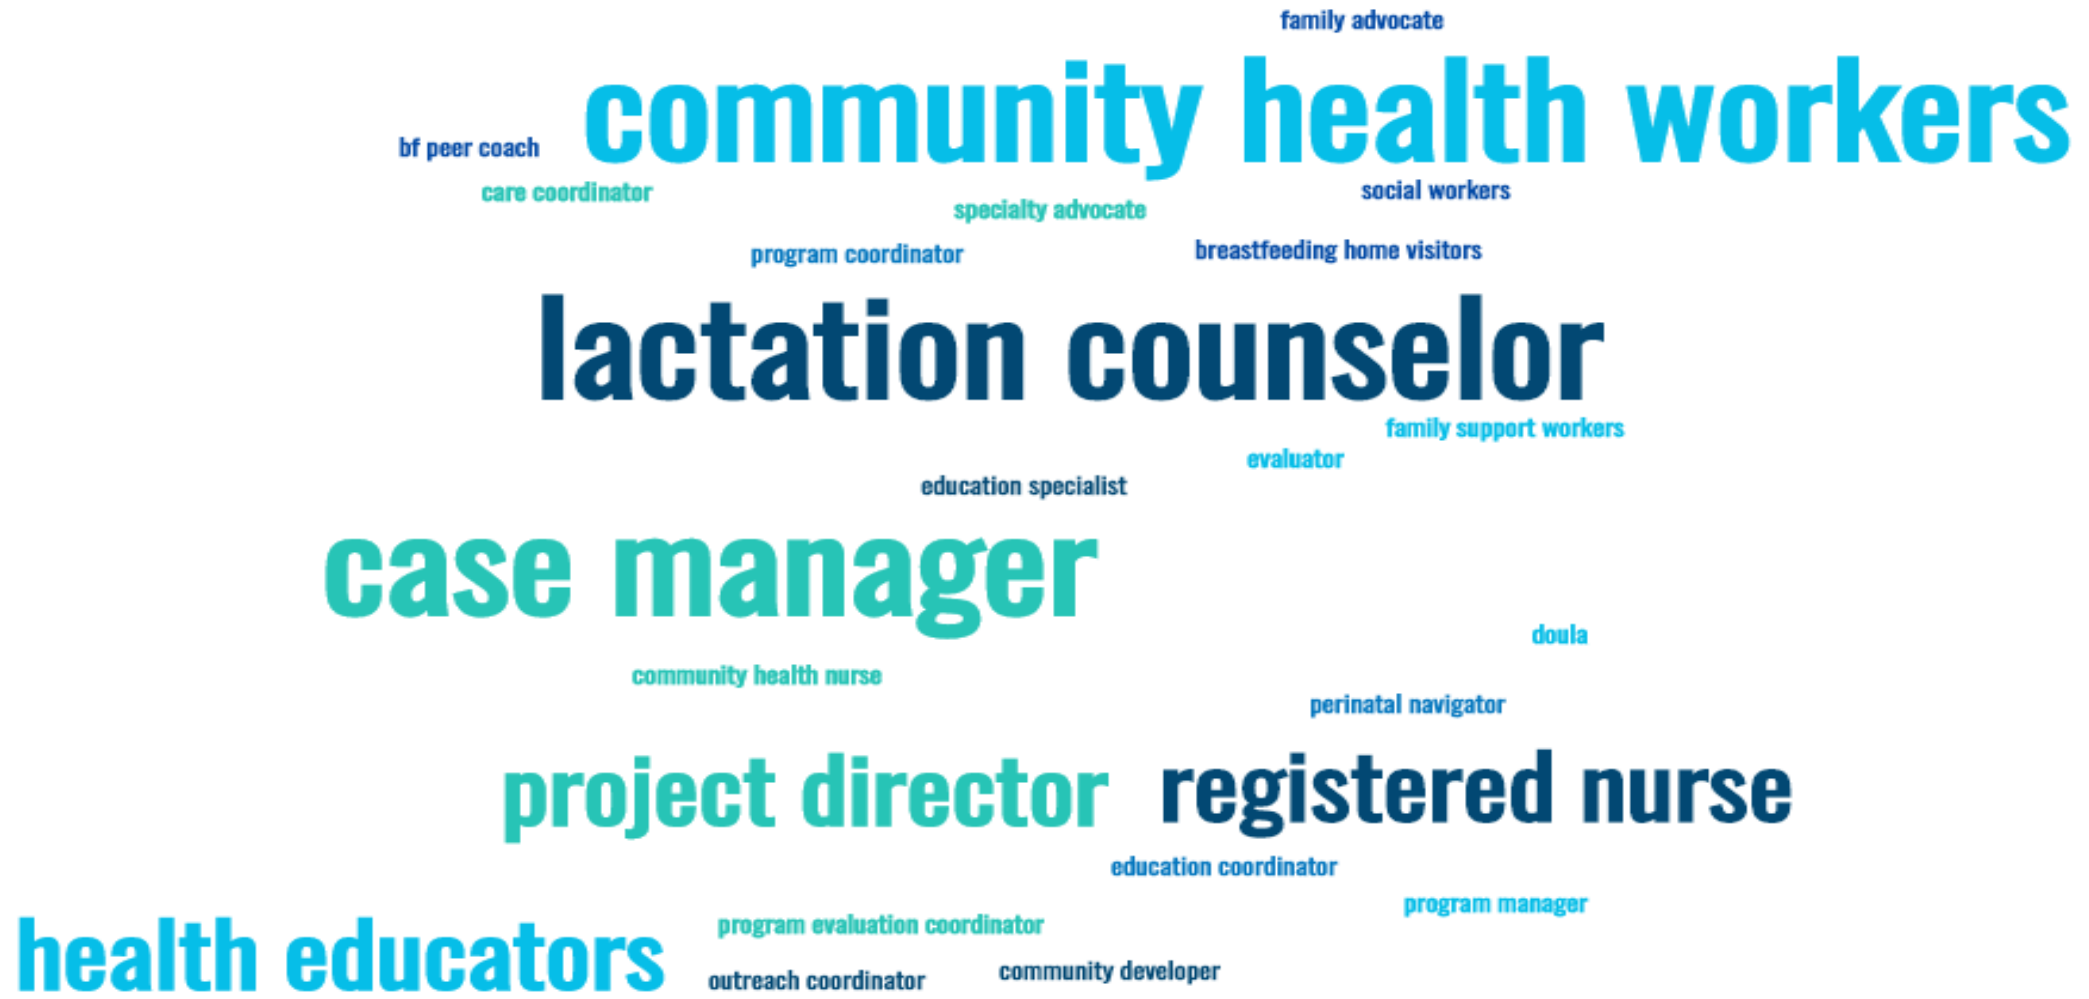 family advocate
community health workers
bf peer coach
care coordinator
social workers
specialty advocate
program coordinator
breastfeeding home visitors
lactation counselor
family support workers
evaluator
education specialist
case manager
doula
community health nurse
perinatal navigator
project director
registered nurse
education coordinator
program manager
health educators
program evaluation coordinator
outreach coordinator
community developer